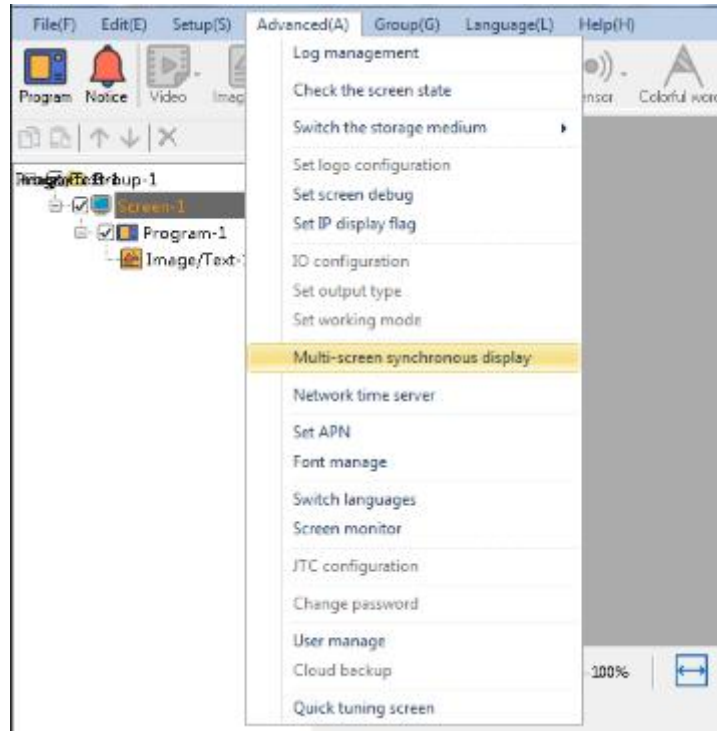 File(F) Edit(E) Setup(S) Advanced(A) Group(G) Language(L) Help(H)
Program Notice Video
Log management
Check the screen state
Switch the storage medium
Set logo configuration
Set screen debug
Set IP display flag
IO configuration
Set output type
Set working mode
Multi-screen synchronous display
Network time server
Set APN
Font manage
Switch languages
Screen monitor
JTC configuration
Change password
User manage
Cloud backup
Quick tuning screen
Colorful
Screen-1
Program-1
Image/Text-
100%